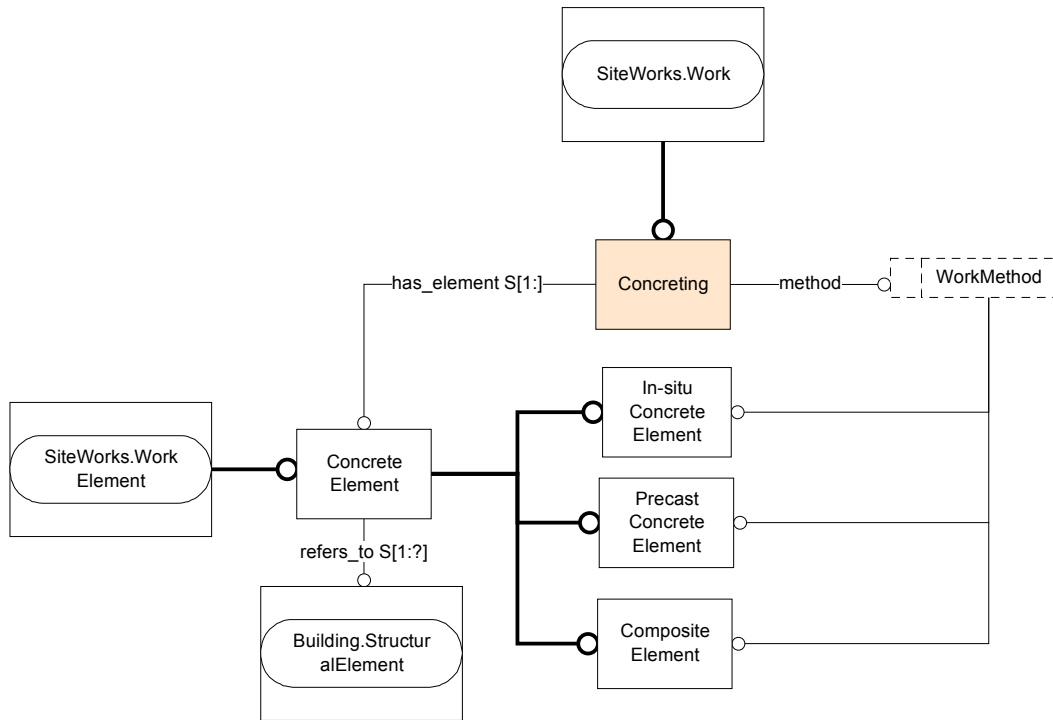 SiteWorks.Work
has_element S[1:]
Concreting
method
WorkMethod
In-situ
Concrete
Element
SiteWorks.Work
Element
Concrete
Element
Precast
Concrete
Element
refers_to S[1:?]
Composite
Element
Building.Structur
alElement